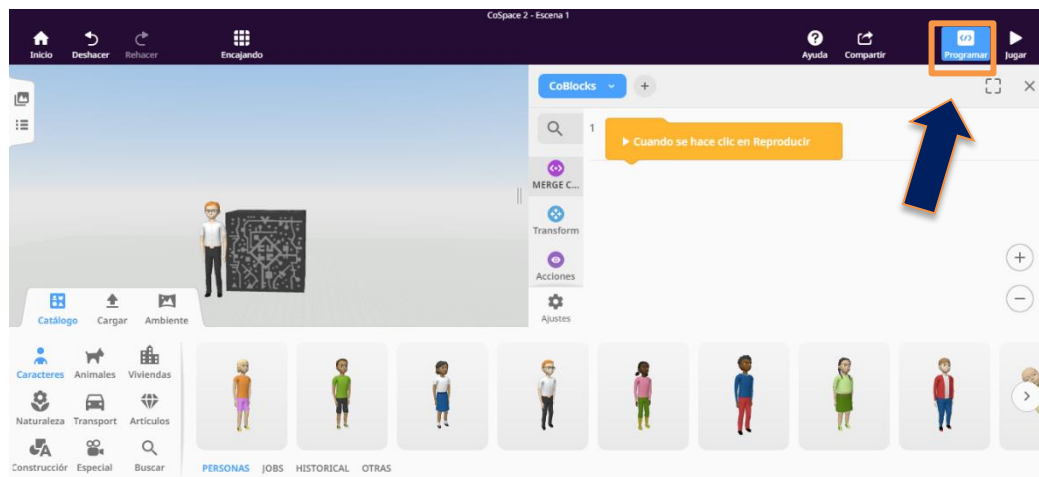 CoSpace 2 - Escena 1
Inicio Deshacer Rehacer Encajando Ayuda Compartir Programar Jugar
CoBlocks
1
Cuando se hace clic en Reproducir
MERGE C...
Transform
Acciones
Ajustes
Catálogo Cargar Ambiente
Caracteres Animales Viviendas
Naturaleza Transport Artículos
Construcciór Especial Buscar
PERSONAS JOBS HISTORICAL OTRAS